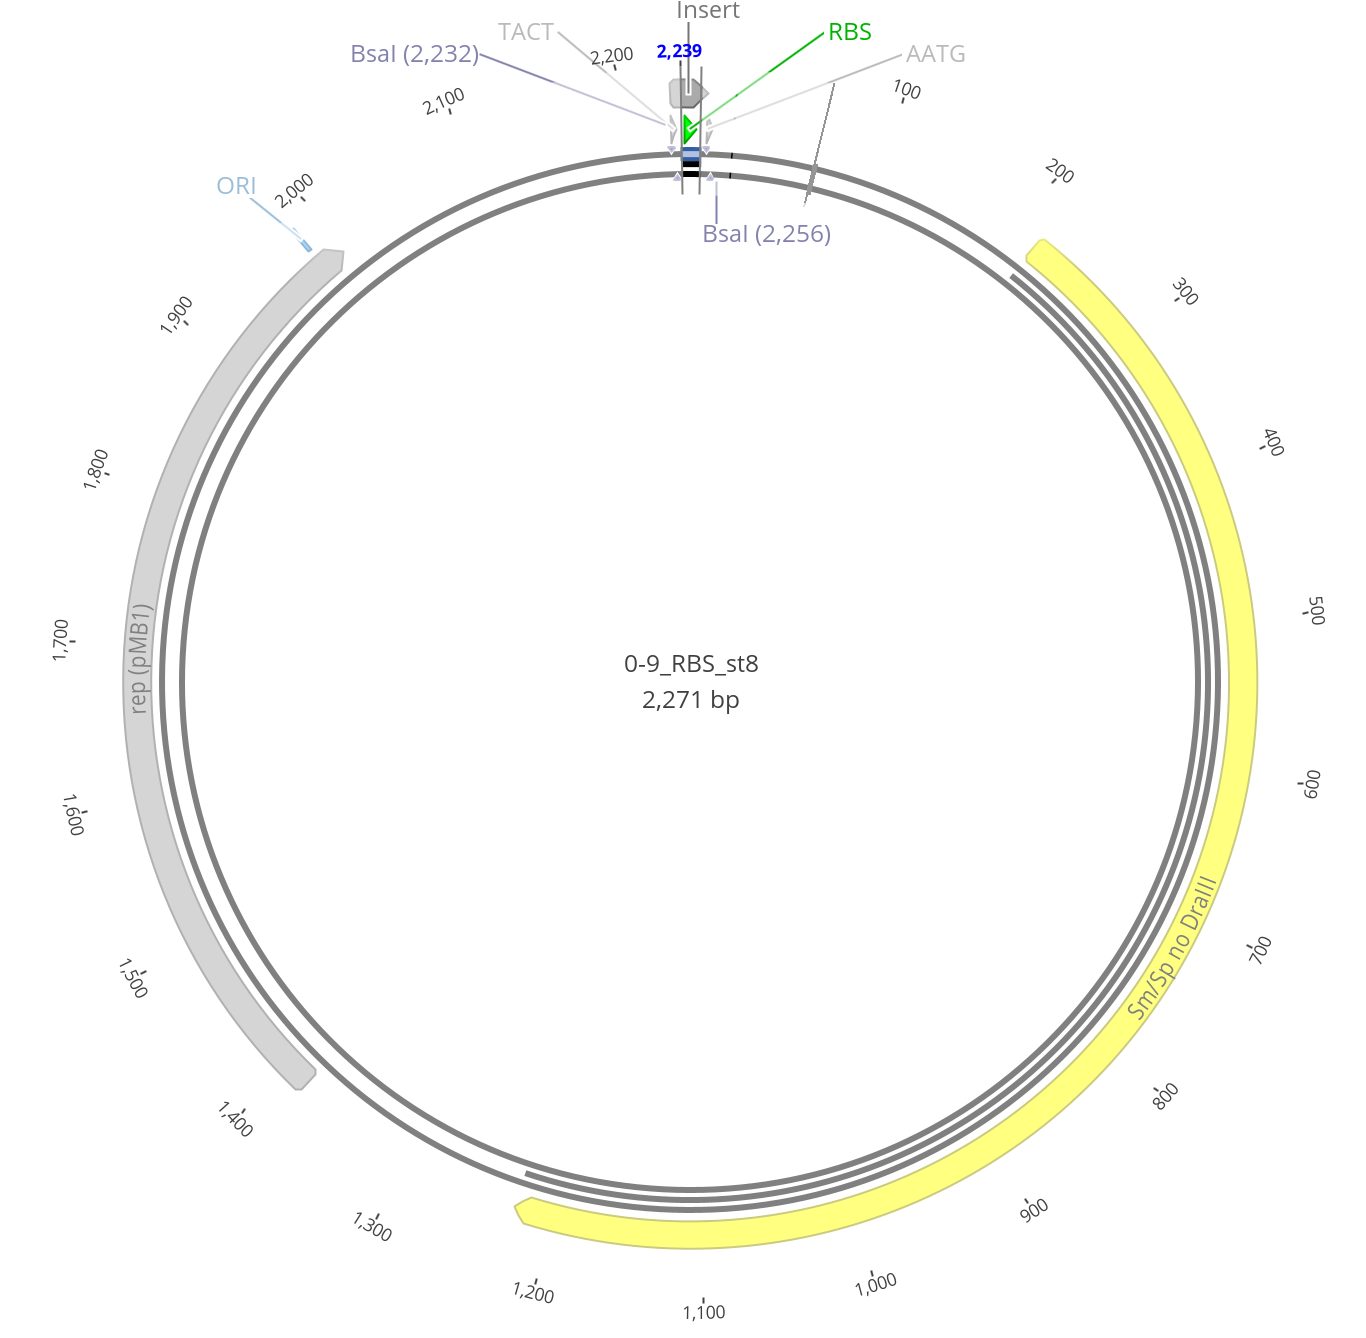 Insert
TACT
RBS
BsaI (2,232)
2,200
2,239
AATG
2,100
100
ORI
2,000
200
BsaI (2,256)
1,900
300
1,800
400
1,700
rep (pMB1)
500
0-9_RBS_st8
2,271 bp
1,600
600
Sm/Sp no DraIII
1,500
700
1,400
800
1,300
900
1,200
1,000
1,100